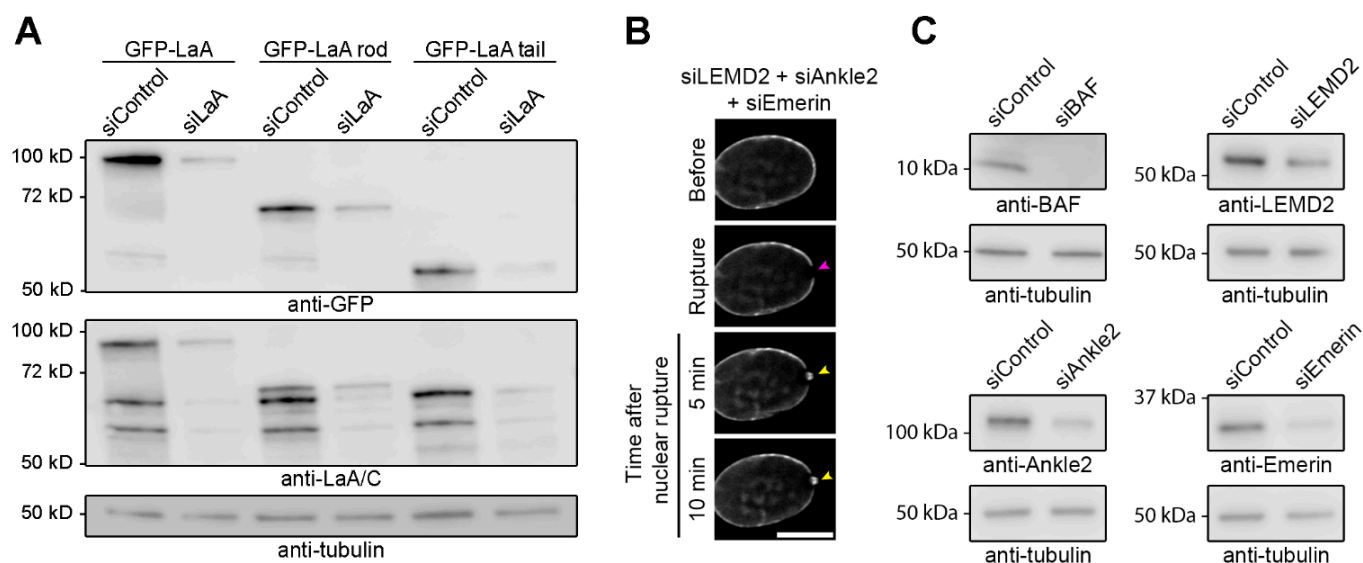 A
GFP-LaA
GFP-LaA rod
GFP-LaA tail
siControl
siLaA
siControl
siLaA
siControl
siLaA
100 kD
72 kD
50 kD
anti-GFP
100 kD
72 kD
50 kD
anti-LaA/C
50 kD
anti-tubulin
B
siLEMD2 + siAnkle2
+ siEmerin
Before
Rupture
Time after
nuclear rupture
5 min
10 min
C
siControl
siBAF
10 kDa
anti-BAF
50 kDa
anti-tubulin
siControl
siLEMD2
50 kDa
anti-LEMD2
50 kDa
anti-tubulin
siControl
siAnkle2
100 kDa
anti-Ankle2
50 kDa
anti-tubulin
siControl
siEmerin
37 kDa
anti-Emerin
50 kDa
anti-tubulin